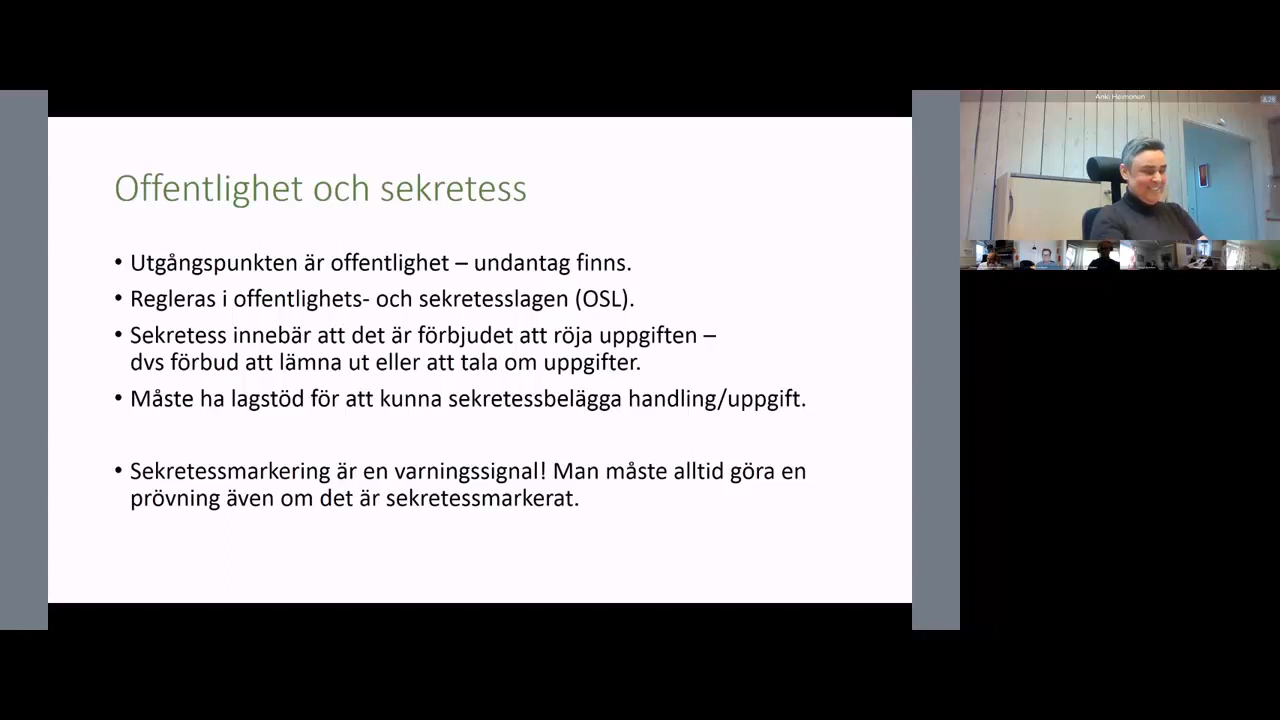 Offentlighet och sekretess
• Utgångspunkten är offentlighet – undantag finns.
• Regleras i offentlighets- och sekretesslagen (OSL).
• Sekretess innebär att det är förbjudet att röja uppgiften –
dvs förbud att lämna ut eller att tala om uppgifter.
• Måste ha lagstöd för att kunna sekretessbelägga handling/uppgift.
• Sekretessmarkering är en varningssignal! Man måste alltid göra en
prövning även om det är sekretessmarkerat.
Anki Heimonen